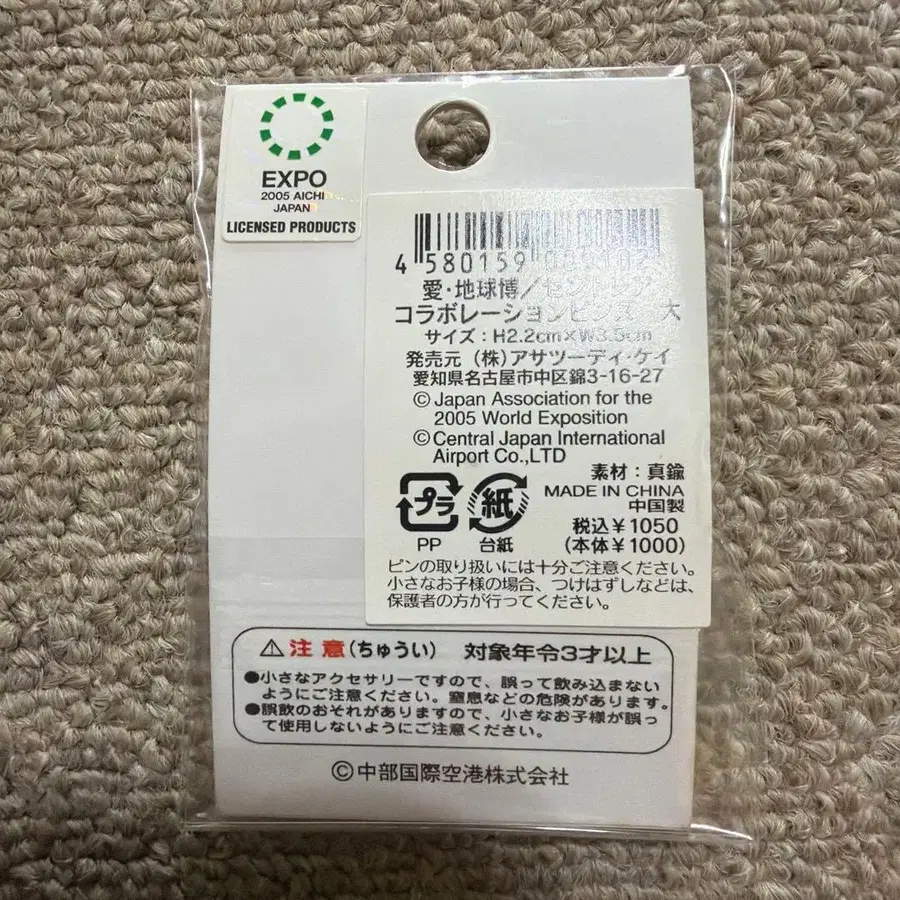 EXPO
2005 AICHI
JAPAN
LICENSED PRODUCTS
4 580159
愛・地球博/セントレア
コラボレーションピンズ 大
サイズ:H2.2cm×W3.5cm
発売元 (株)アサツーディ・ケイ
愛知県名古屋市中区錦3-16-27
©Japan Association for the
2005 World Exposition
©Central Japan International
Airport Co.,LTD
素材:真鍮
プラ 紙
MADE IN CHINA
中国製
PP 台紙
税込¥1050
(本体¥1000)
ピンの取り扱いには十分ご注意ください。
小さなお子様の場合、つけはずしなどは、
保護者の方が行ってください。
⚠注意(ちゅうい) 対象年令3才以上
●小さなアクセサリーですので、誤って飲み込まない
ようにご注意ください。窒息などの危険があります。
●誤飲のおそれがありますので、小さなお子様が誤っ
て使用しないようにご注意ください。
©中部国際空港株式会社